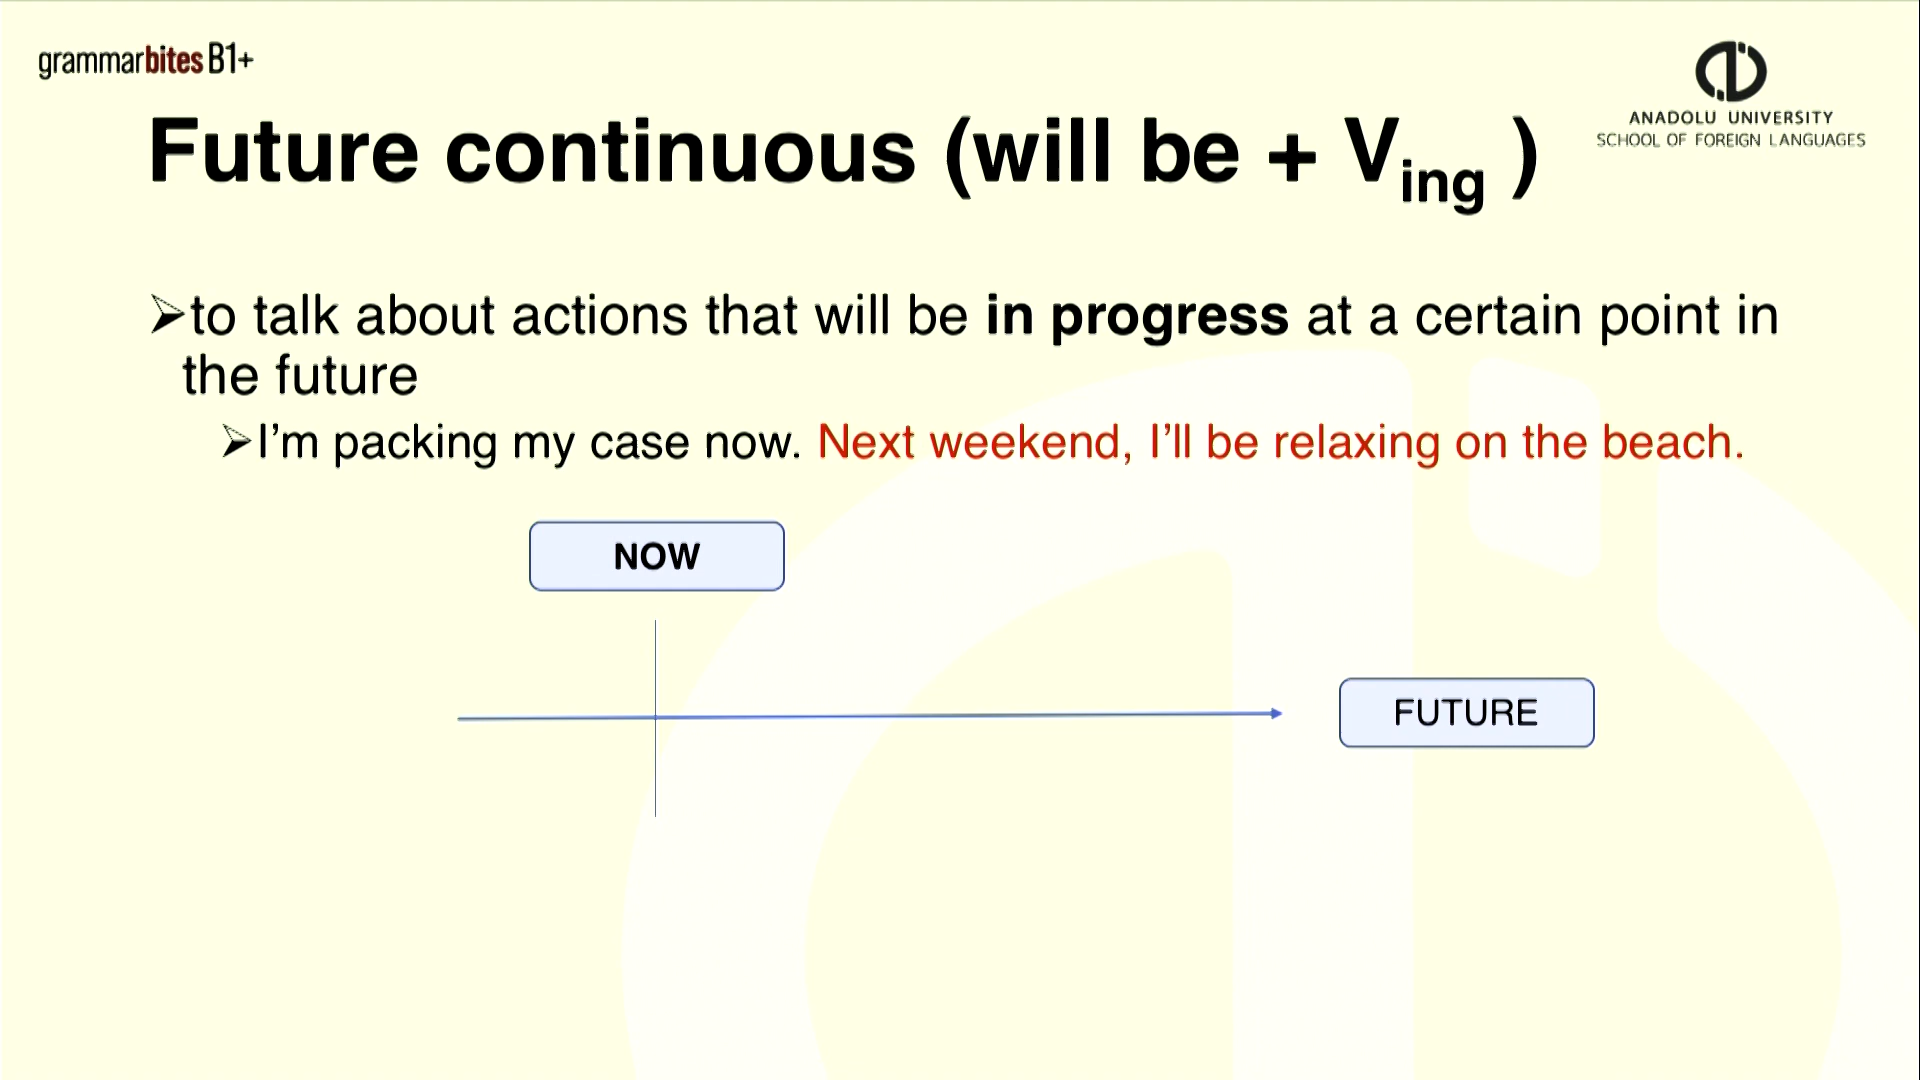 grammarbites B1+
ANADOLU UNIVERSITY
SCHOOL OF FOREIGN LANGUAGES
Future continuous (will be + Ving )
➢to talk about actions that will be in progress at a certain point in
the future
➢I’m packing my case now. Next weekend, I’ll be relaxing on the beach.
NOW
FUTURE